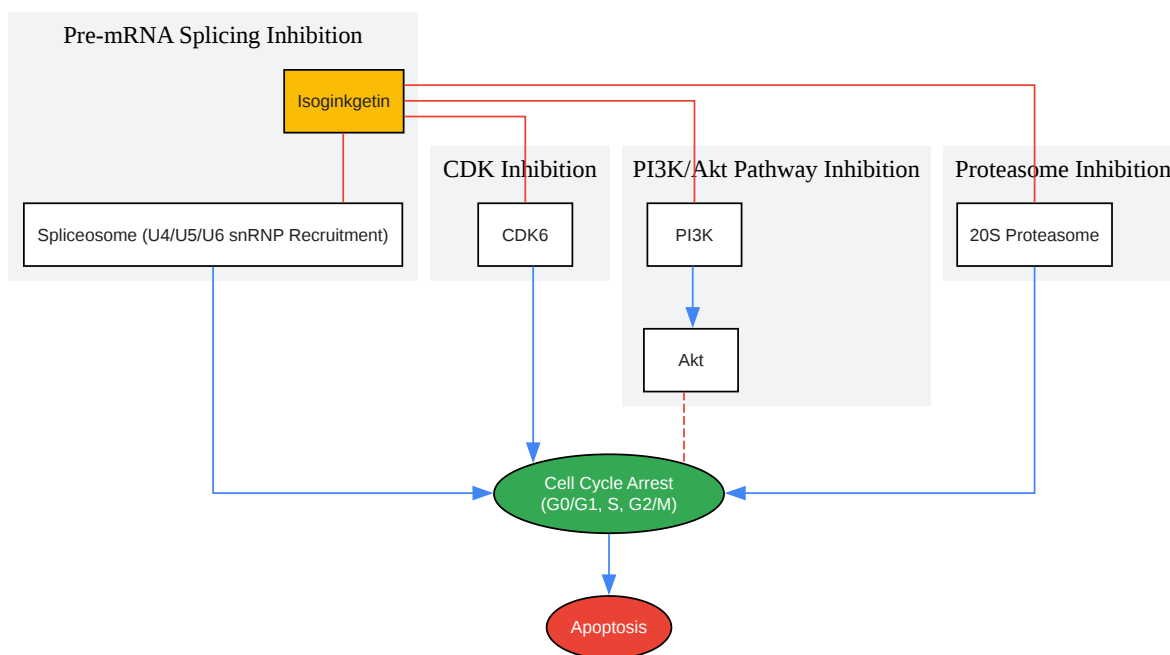 Pre-mRNA Splicing Inhibition
Isoginkgetin
CDK Inhibition
PI3K/Akt Pathway Inhibition
Proteasome Inhibition
Spliceosome (U4/U5/U6 snRNP Recruitment)
CDK6
PI3K
20S Proteasome
Akt
Cell Cycle Arrest
(G0/G1, S, G2/M)
Apoptosis